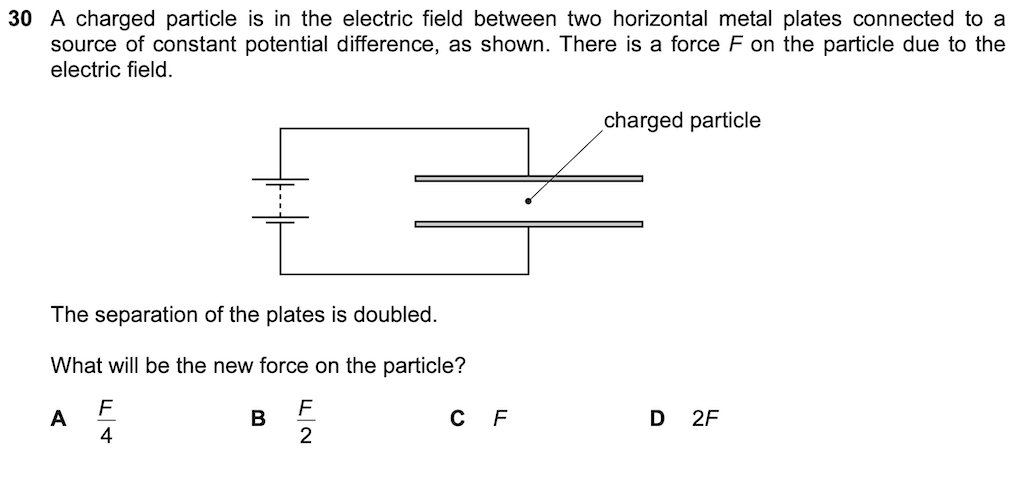 30 A charged particle is in the electric field between two horizontal metal plates connected to a
source of constant potential difference, as shown. There is a force F on the particle due to the
electric field.
charged particle
The separation of the plates is doubled.
What will be the new force on the particle?
A F/4 B F/2 C F D 2F